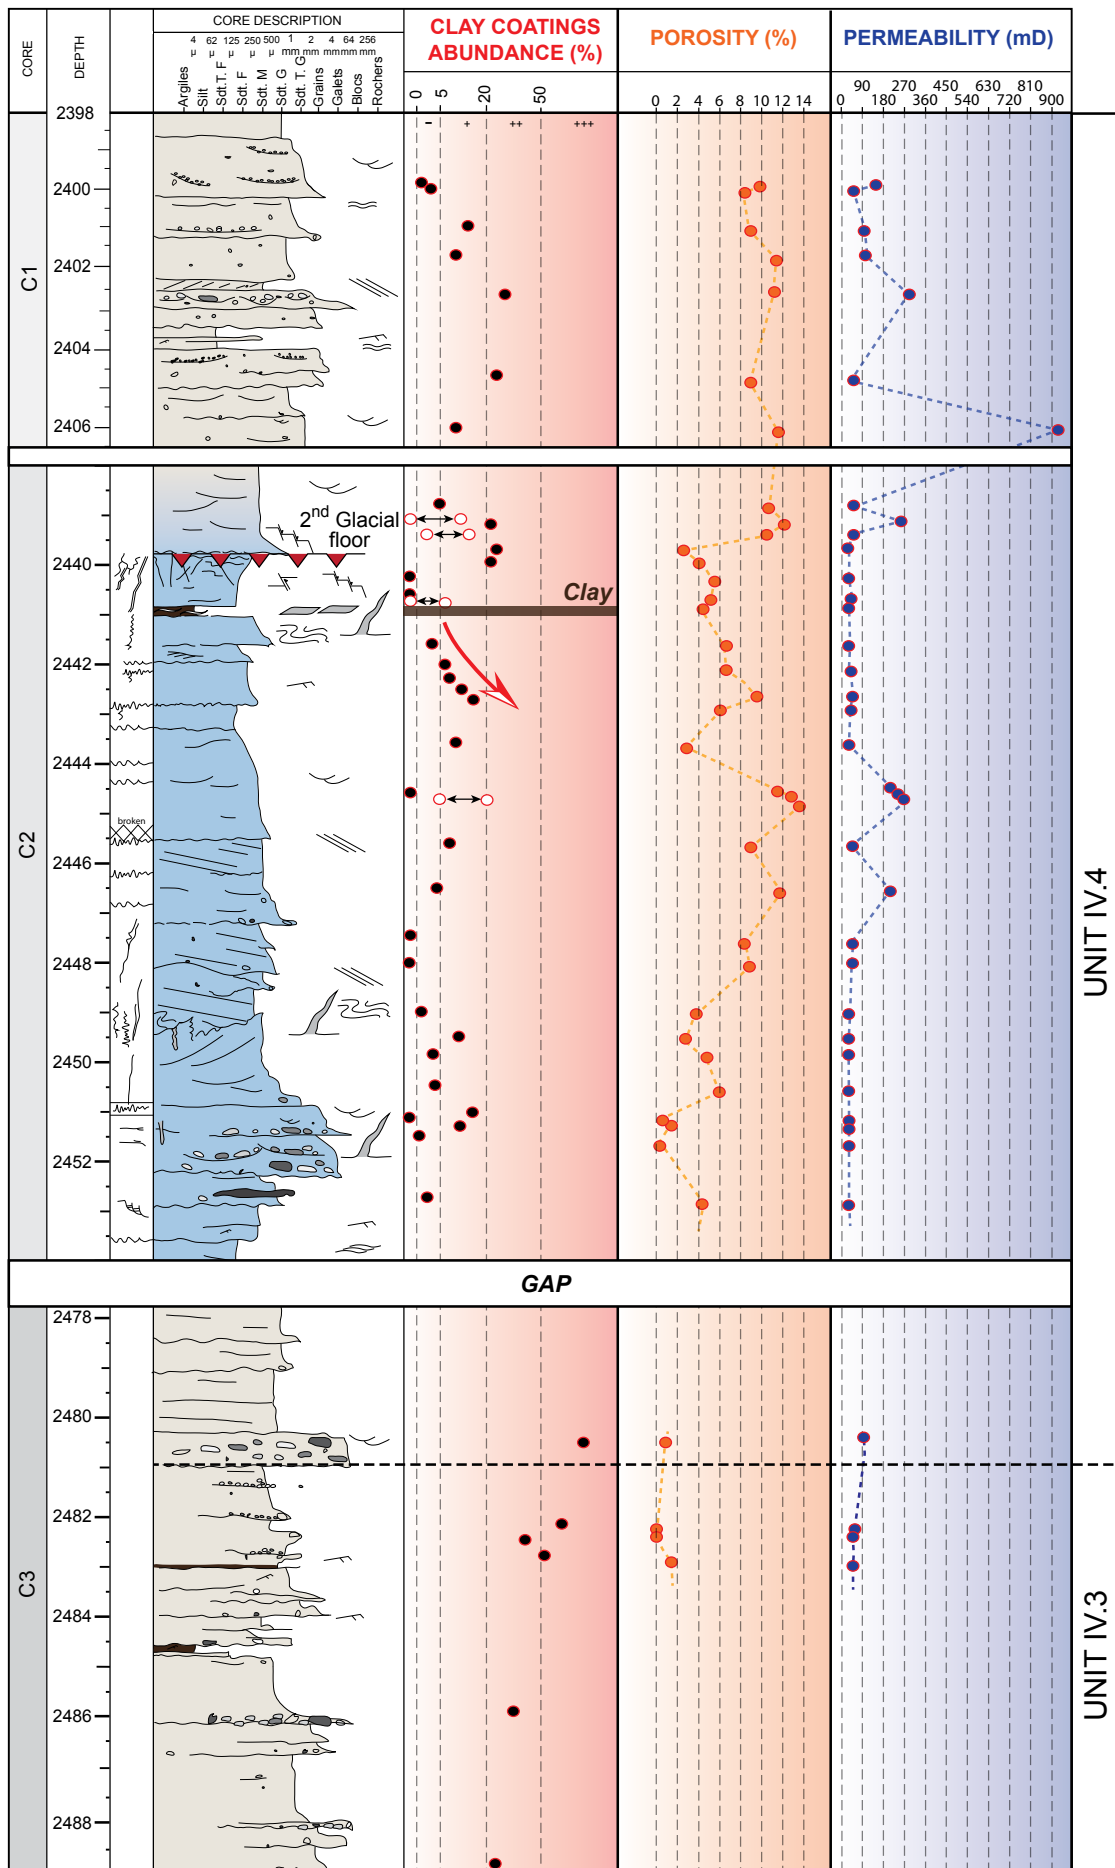 CORE
DEPTH
CORE DESCRIPTION
4 62 125 250 500 1 2 4 64 256
µ µ µ µ µ mm mm mm mm mm
Argiles
Silt
Sdt.T. F
Sdt. F
Sdt. M
Sdt. G
Sdt. T. G
Grains
Galets
Blocs
Rochers
CLAY COATINGS
ABUNDANCE (%)
0 5 20 50
- + ++ +++
POROSITY (%)
0 2 4 6 8 10 12 14
PERMEABILITY (mD)
90 270 450 630 810
0 180 360 540 720 900
2398
2400
2402
2404
2406
C1
2nd Glacial
floor
2440
Clay
2442
2444
broken
2446
2448
2450
2452
C2
UNIT IV.4
GAP
2478
2480
2482
2484
2486
2488
C3
UNIT IV.3